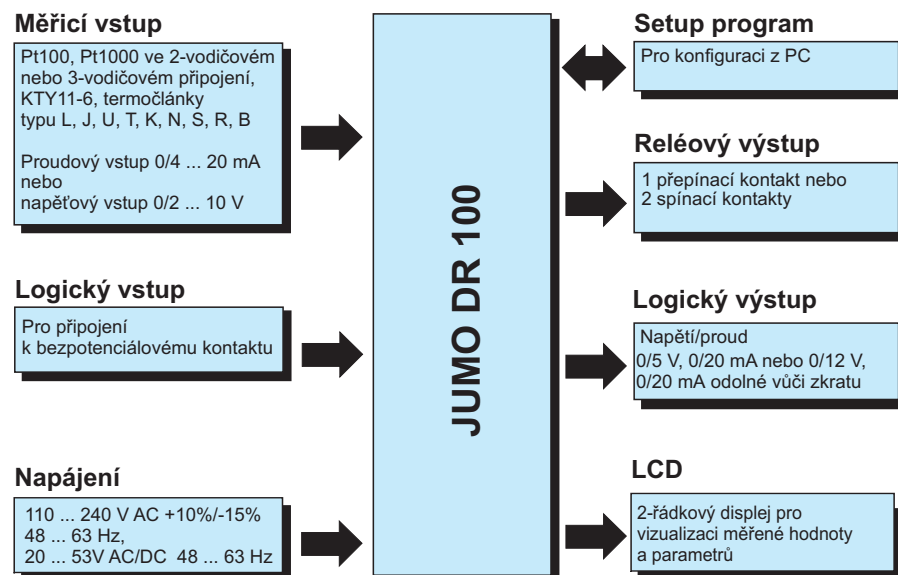 Měřicí vstup
Pt100, Pt1000 ve 2-vodičovém
nebo 3-vodičovém připojení,
KTY11-6, termočlánky
typu L, J, U, T, K, N, S, R, B
Proudový vstup 0/4 ... 20 mA
nebo
napěťový vstup 0/2 ... 10 V
Logický vstup
Pro připojení
k bezpotenciálovému kontaktu
Napájení
110 ... 240 V AC +10%/-15%
48 ... 63 Hz,
20 ... 53V AC/DC 48 ... 63 Hz
JUMO DR 100
Setup program
Pro konfiguraci z PC
Reléový výstup
1 přepínací kontakt nebo
2 spínací kontakty
Logický výstup
Napětí/proud
0/5 V, 0/20 mA nebo 0/12 V,
0/20 mA odolné vůči zkratu
LCD
2-řádkový displej pro
vizualizaci měřené hodnoty
a parametrů